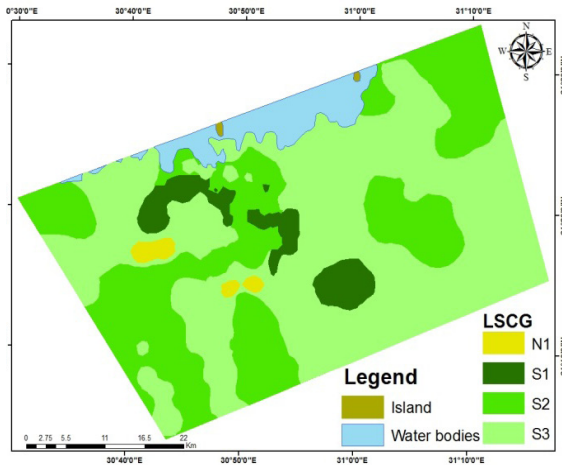 0°30'0"E 30°40'0"E 30°50'0"E 31°0'0"E 31°10'0"E
N
W E
S
LSCG
N1
S1
S2
S3
Legend
Island
Water bodies
0 2.75 5.5 11 16.5 22
Km
30°40'0"E 30°50'0"E 31°0'0"E 31°10'0"E